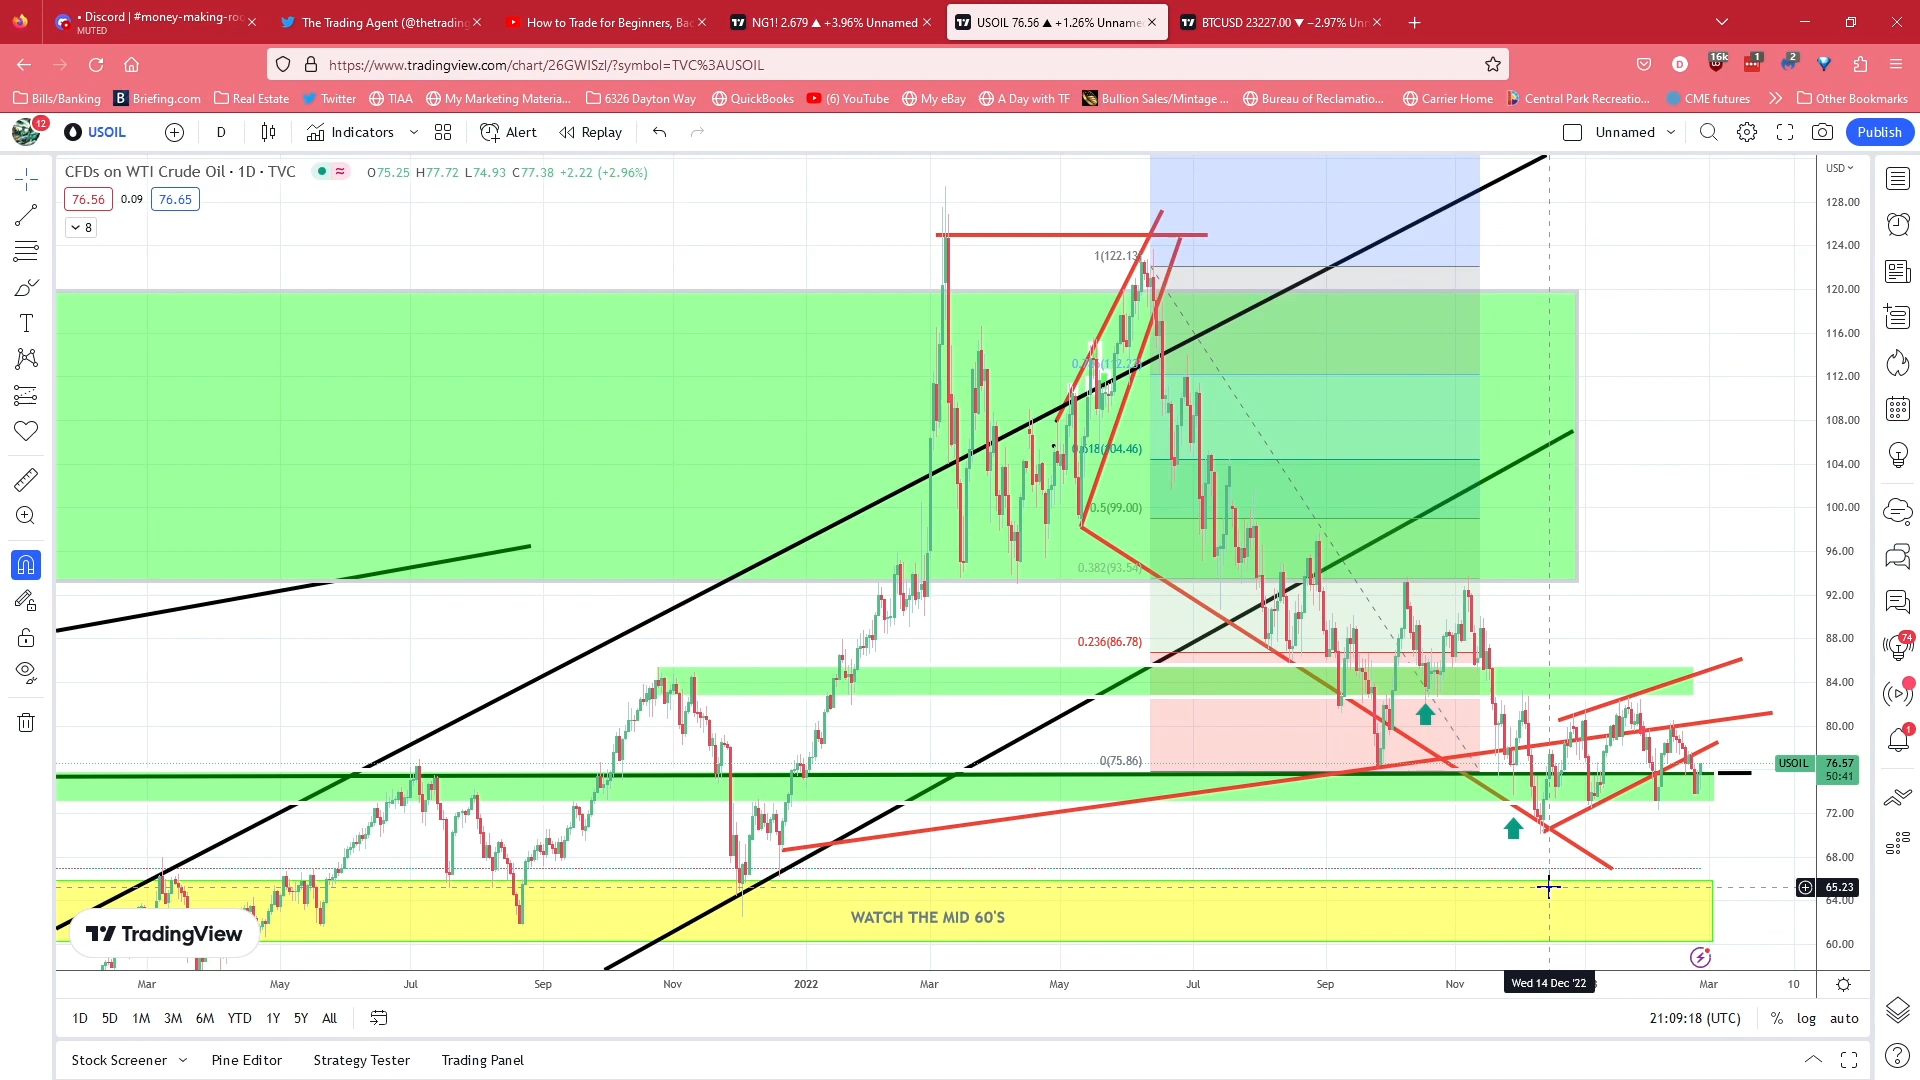 • Discord | #money-making-roo
MUTED
The Trading Agent (@thetrading
How to Trade for Beginners, Bac
NG1! 2.679 ▲ +3.96% Unnamed
USOIL 76.56 ▲ +1.26% Unname
BTCUSD 23227.00 ▼ −2.97% Un
https://www.tradingview.com/chart/26GWISzl/?symbol=TVC%3AUSOIL
16k
1
2
Bills/Banking
Briefing.com
Real Estate
Twitter
TIAA
My Marketing Materia...
6326 Dayton Way
QuickBooks
(6) YouTube
My eBay
A Day with TF
Bullion Sales/Mintage ...
Bureau of Reclamatio...
Carrier Home
Central Park Recreatio...
CME futures
Other Bookmarks
12
USOIL
D
Indicators
Alert
Replay
Unnamed
Publish
CFDs on WTI Crude Oil · 1D · TVC
O75.25 H77.72 L74.93 C77.38 +2.22 (+2.96%)
76.56
0.09
76.65
8
USD
128.00
124.00
120.00
116.00
112.00
108.00
104.00
100.00
96.00
92.00
88.00
84.00
80.00
USOIL
76.57
50:41
72.00
68.00
65.23
64.00
60.00
1(122.13)
0.618(104.46)
0.5(99.00)
0.382(93.54)
0.236(86.78)
0(75.86)
WATCH THE MID 60'S
TradingView
74
1
Mar
May
Jul
Sep
Nov
2022
Mar
May
Jul
Sep
Nov
Wed 14 Dec '22
Mar
10
1D
5D
1M
3M
6M
YTD
1Y
5Y
All
21:09:18 (UTC)
%
log
auto
Stock Screener
Pine Editor
Strategy Tester
Trading Panel